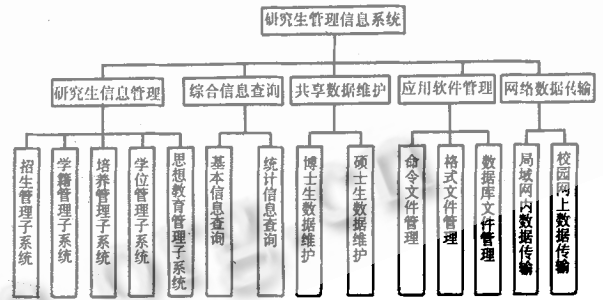 研究生管理信息系统
研究生信息管理
综合信息查询
共享数据维护
应用软件管理
网络数据传输
招生管理子系统
学籍管理子系统
培养管理子系统
学位管理子系统
思想教育管理子系统
基本信息查询
统计信息查询
博士生数据维护
硕士生数据维护
命令文件管理
格式文件管理
数据库文件管理
局域网内数据传输
校园网上数据传输